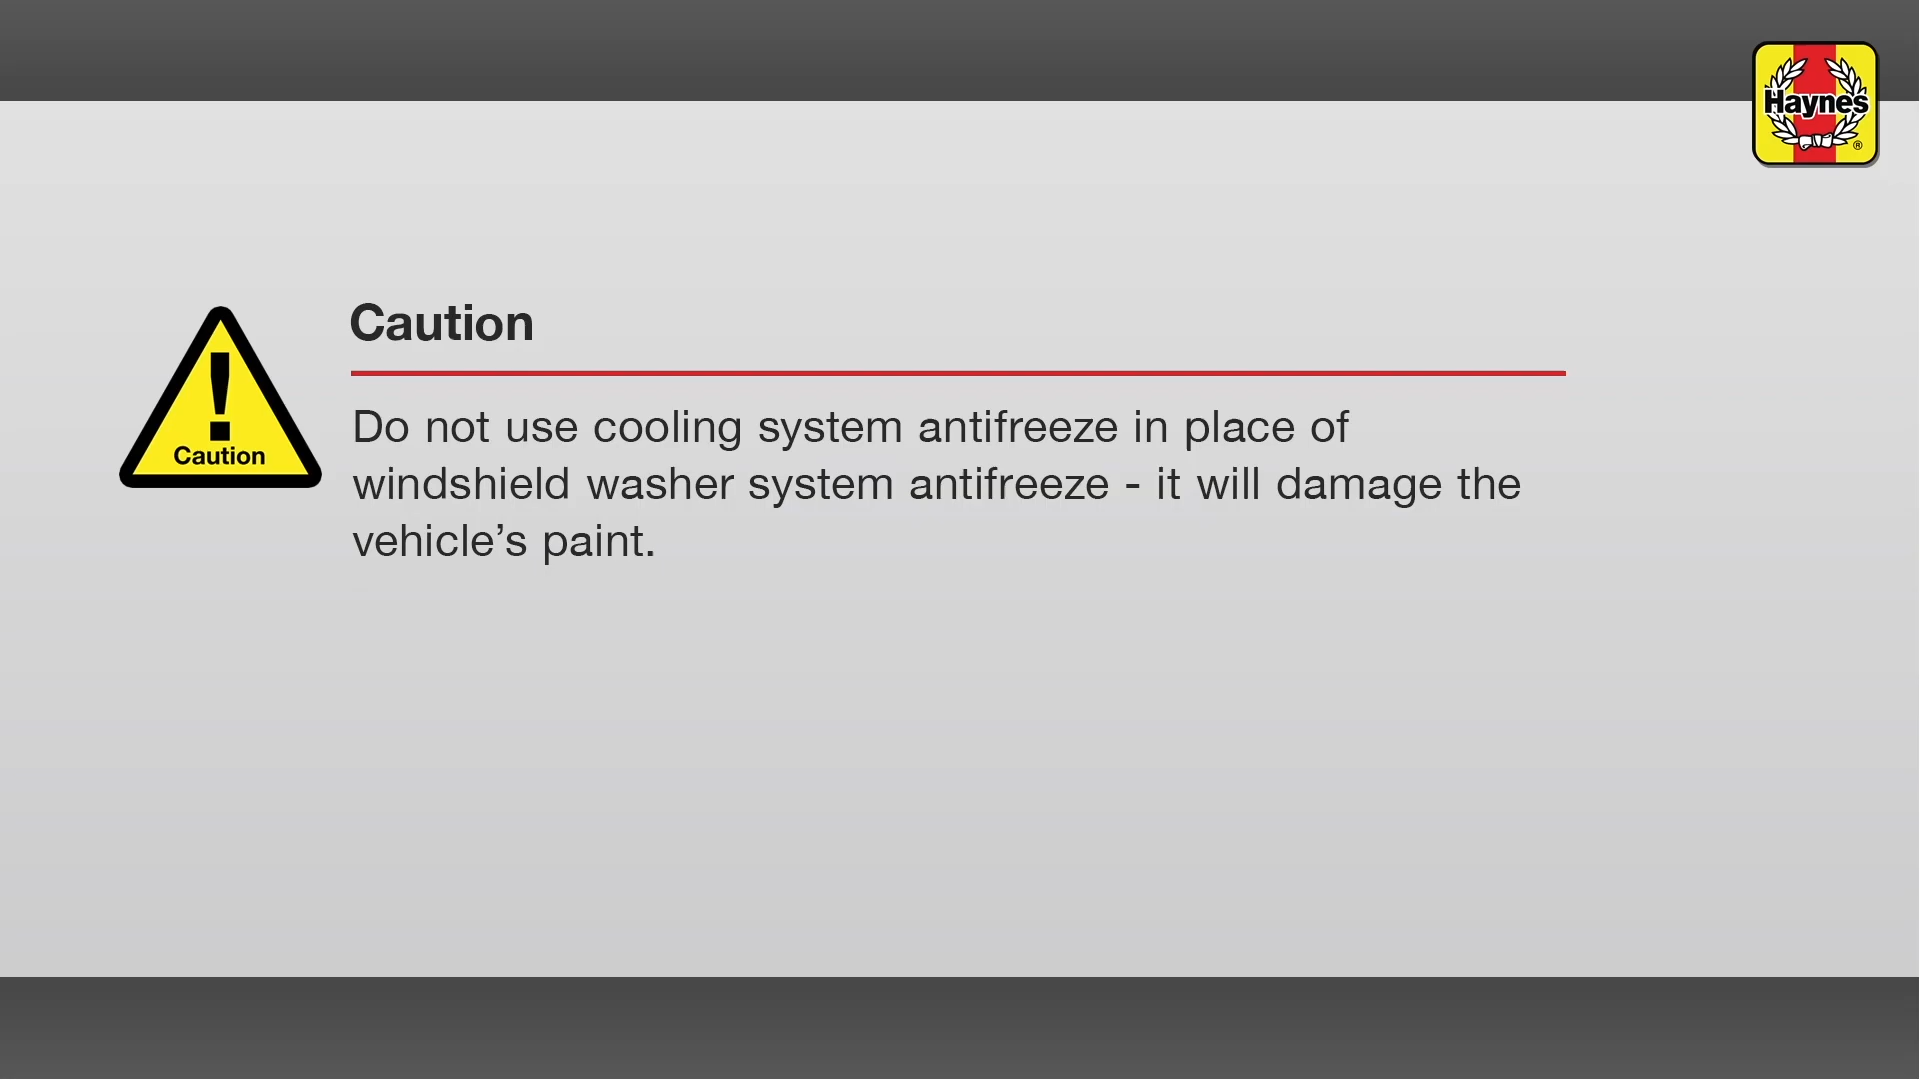 Haynes
®
Caution
Caution
Do not use cooling system antifreeze in place of
windshield washer system antifreeze - it will damage the
vehicle’s paint.